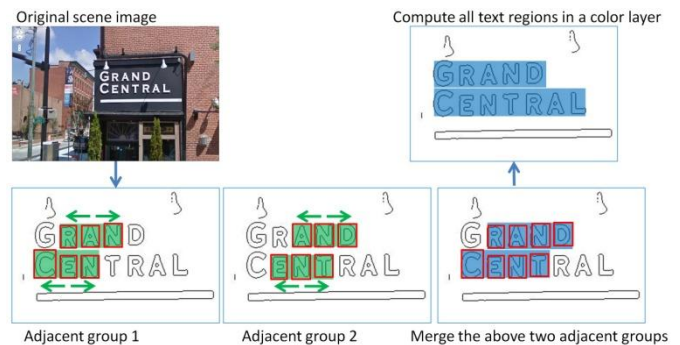 Original scene image
Compute all text regions in a color layer
GRAND
CENTRAL
GRAND
CENTRAL
GRAND
CENTRAL
GRAND
CENTRAL
GRAND
CENTRAL
Adjacent group 1
Adjacent group 2
Merge the above two adjacent groups